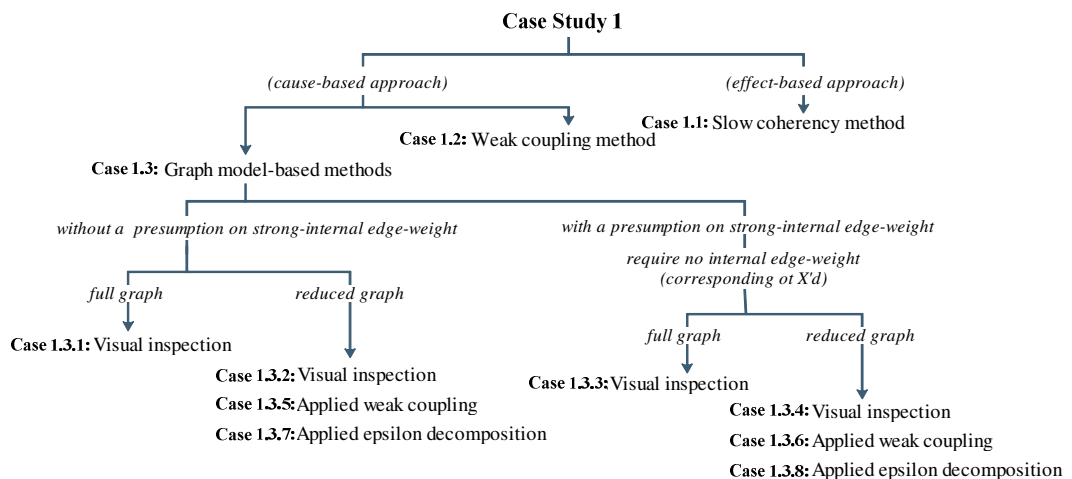 Case Study 1
(cause-based approach)
(effect-based approach)
Case 1.1: Slow coherency method
Case 1.2: Weak coupling method
Case 1.3: Graph model-based methods
without a presumption on strong-internal edge-weight
with a presumption on strong-internal edge-weight
require no internal edge-weight
(corresponding ot X'd)
full graph
reduced graph
Case 1.3.1: Visual inspection
Case 1.3.2: Visual inspection
Case 1.3.5: Applied weak coupling
Case 1.3.7: Applied epsilon decomposition
full graph
reduced graph
Case 1.3.3: Visual inspection
Case 1.3.4: Visual inspection
Case 1.3.6: Applied weak coupling
Case 1.3.8: Applied epsilon decomposition